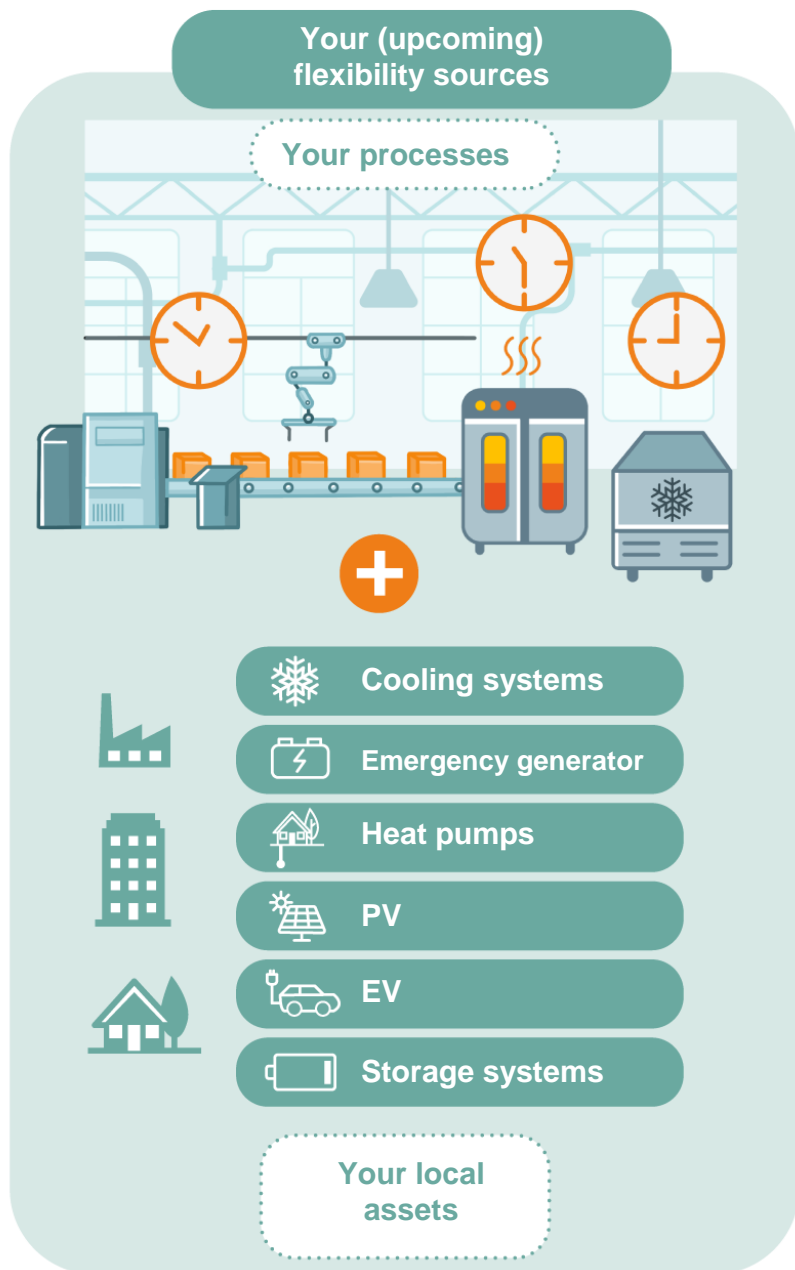 Your (upcoming)
flexibility sources
Your processes
Cooling systems
Emergency generator
Heat pumps
PV
EV
Storage systems
Your local
assets